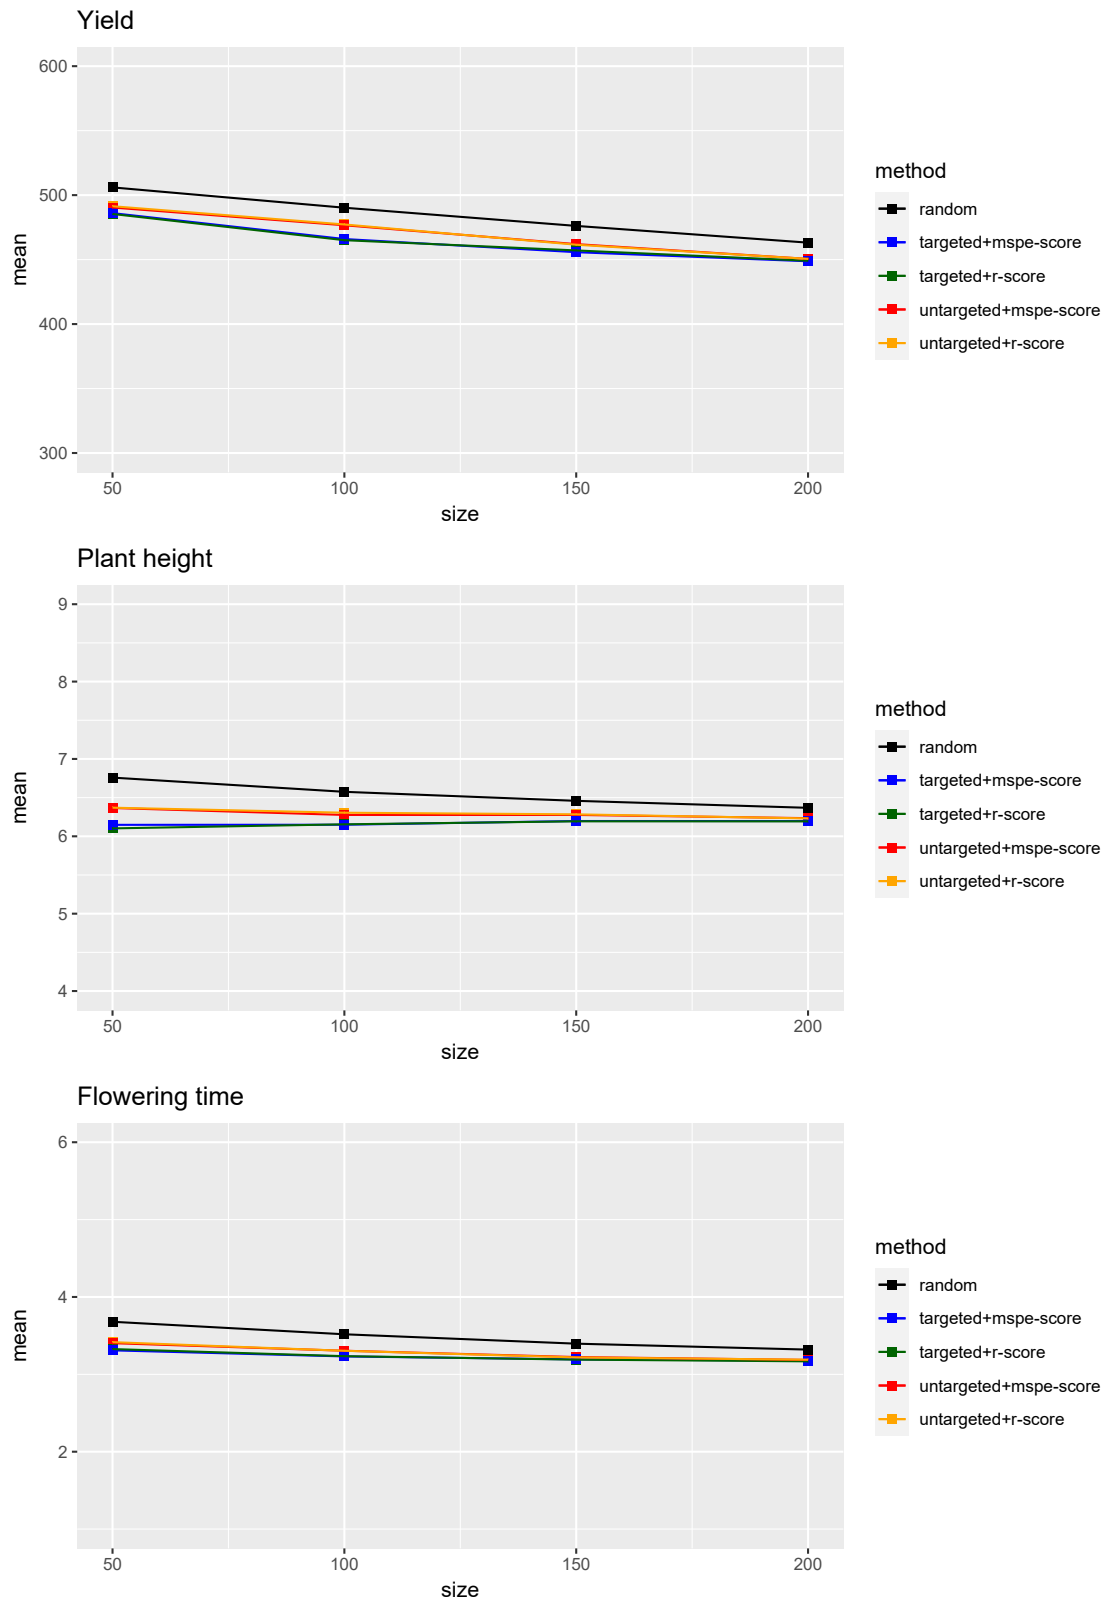 Yield
600
500
400
300
mean
50 100 150 200
size
method
random
targeted+mspe-score
targeted+r-score
untargeted+mspe-score
untargeted+r-score
Plant height
9
8
7
6
5
4
mean
50 100 150 200
size
method
random
targeted+mspe-score
targeted+r-score
untargeted+mspe-score
untargeted+r-score
Flowering time
6
4
2
mean
50 100 150 200
size
method
random
targeted+mspe-score
targeted+r-score
untargeted+mspe-score
untargeted+r-score